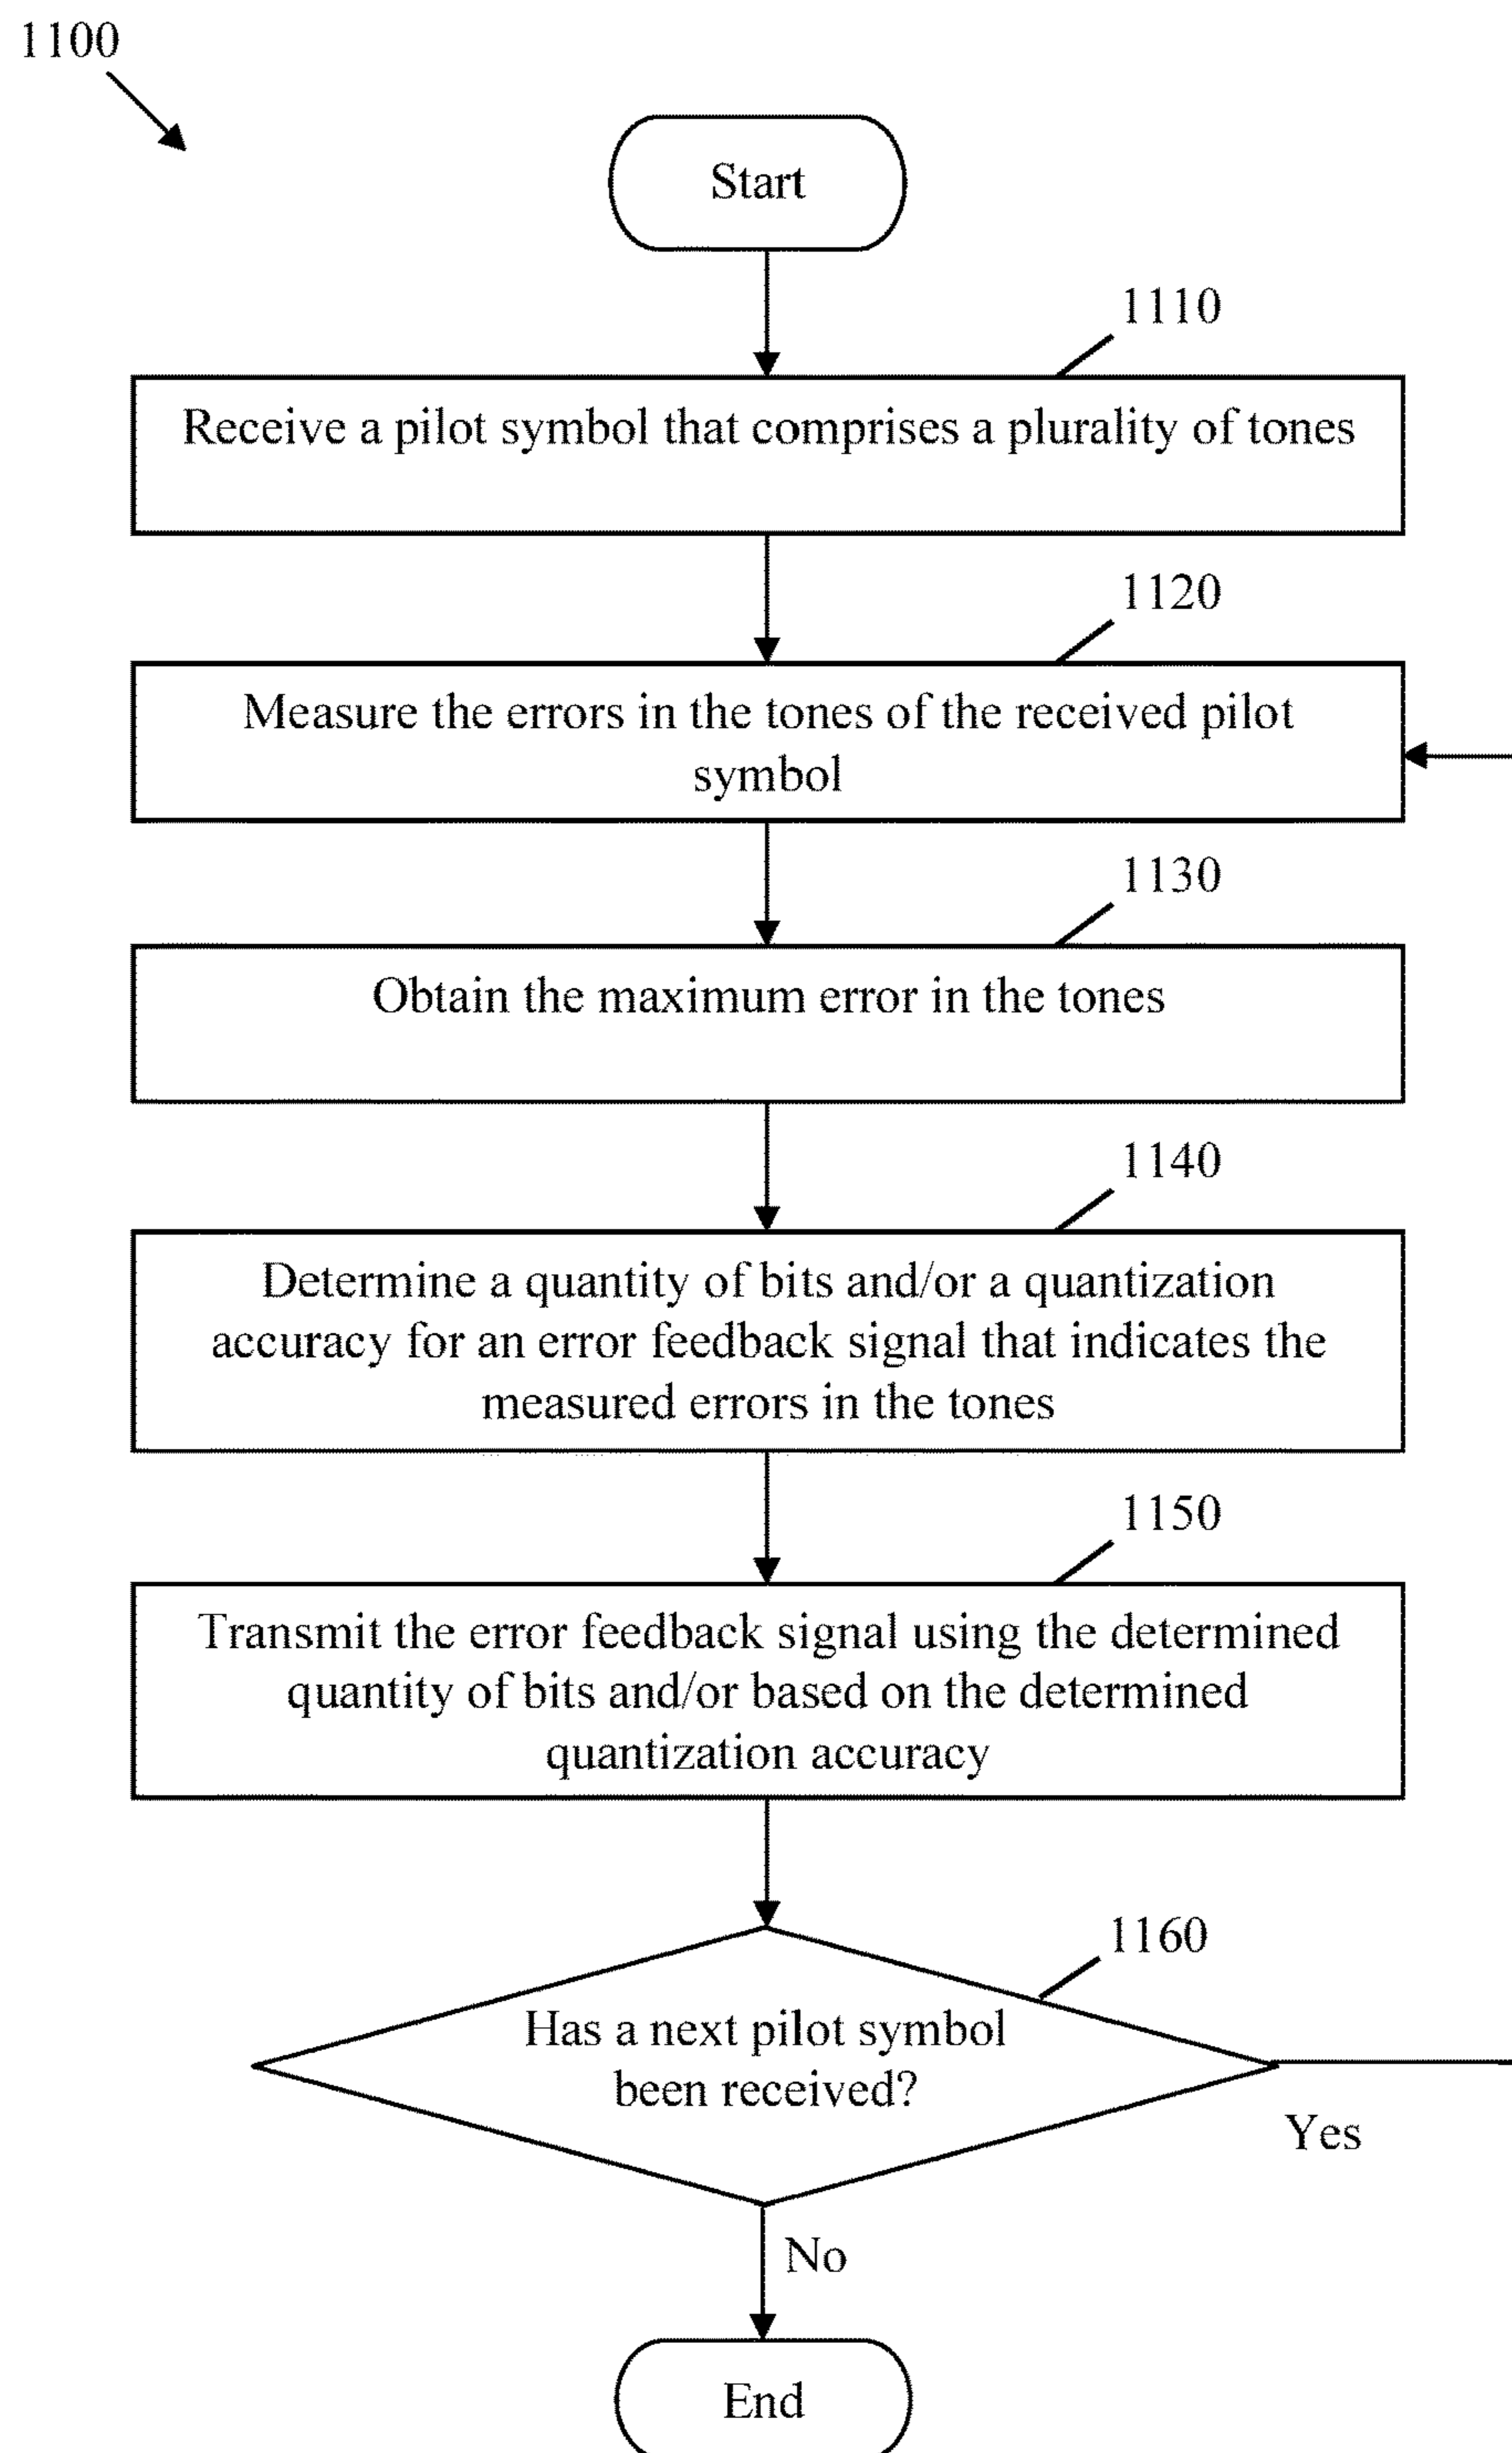 1100
Start
1110
Receive a pilot symbol that comprises a plurality of tones
1120
Measure the errors in the tones of the received pilot
symbol
1130
Obtain the maximum error in the tones
1140
Determine a quantity of bits and/or a quantization
accuracy for an error feedback signal that indicates the
measured errors in the tones
1150
Transmit the error feedback signal using the determined
quantity of bits and/or based on the determined
quantization accuracy
1160
Has a next pilot symbol
been received?
Yes
No
End